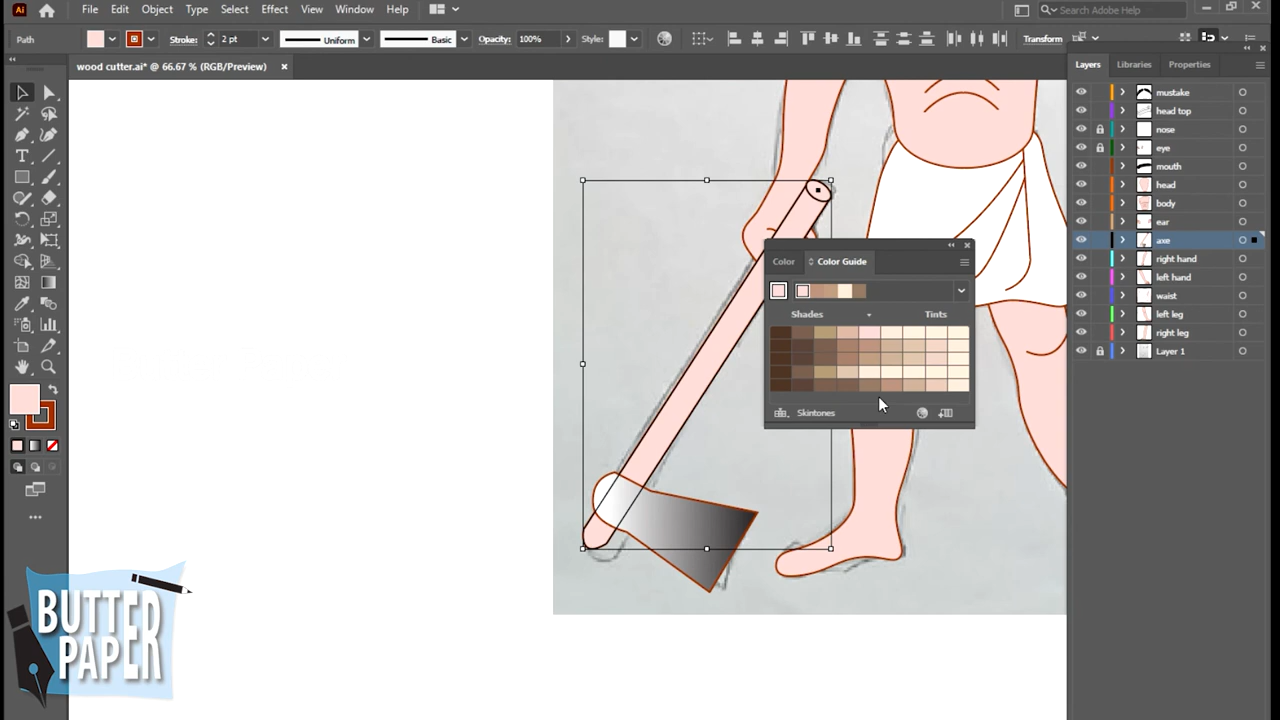 Ai File Edit Object Type Select Effect View Window Help Search Adobe Help
Path Stroke: 2 pt Uniform Basic Opacity: 100% Style: Transform
wood cutter.ai* @ 66.67 % (RGB/Preview)
Layers Libraries Properties
mustake
head top
nose
eye
mouth
head
body
ear
axe
right hand
left hand
waist
left leg
right leg
Layer 1
Color Color Guide
Shades Tints
Skintones
BUTTER
PAPER